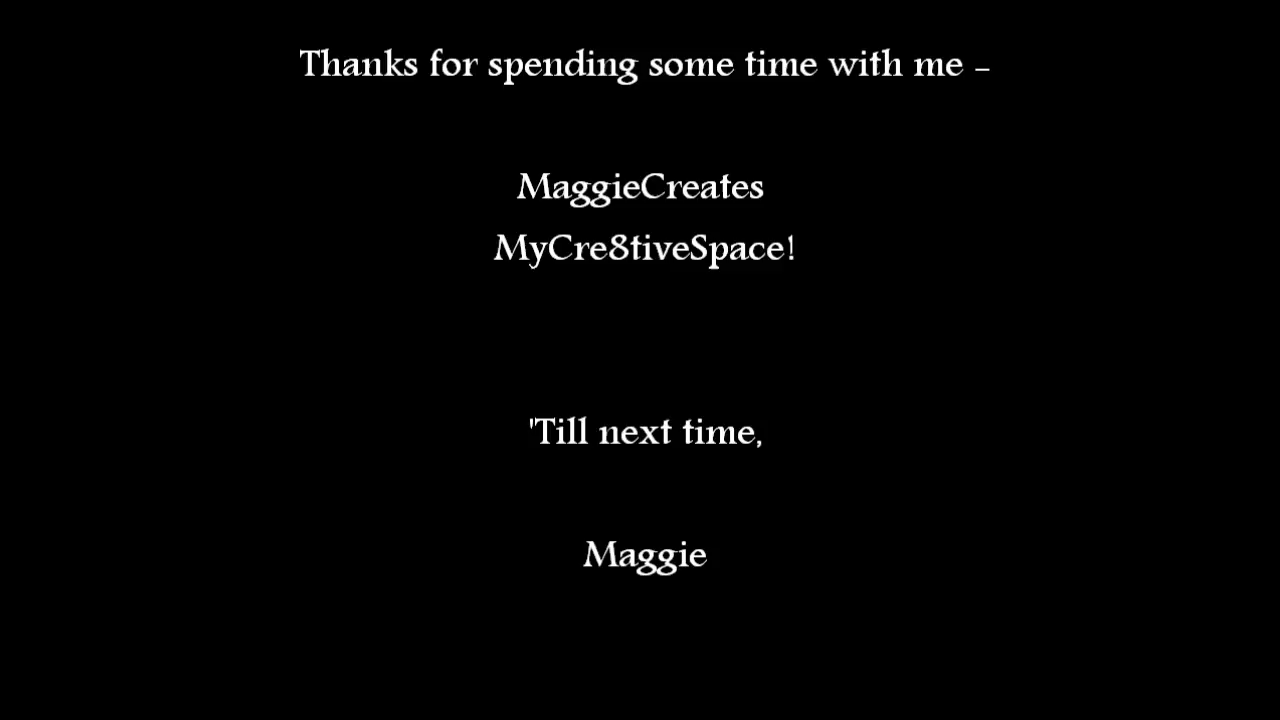 Thanks for spending some time with me –
MaggieCreates
MyCre8tiveSpace!
'Till next time,
Maggie